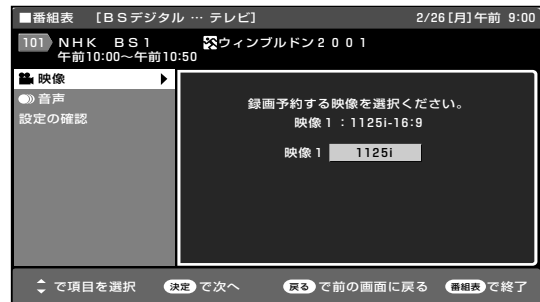 ■番組表 [BSデジタル … テレビ] 2/26[月]午前 9:00
101 NHK BS1 ウィンブルドン2001
午前10:00〜午前10:50
映像
音声
設定の確認
録画予約する映像を選択ください。
映像1:1125i-16:9
映像1 1125i
で項目を選択 決定 で次へ 戻る で前の画面に戻る 番組表 で終了